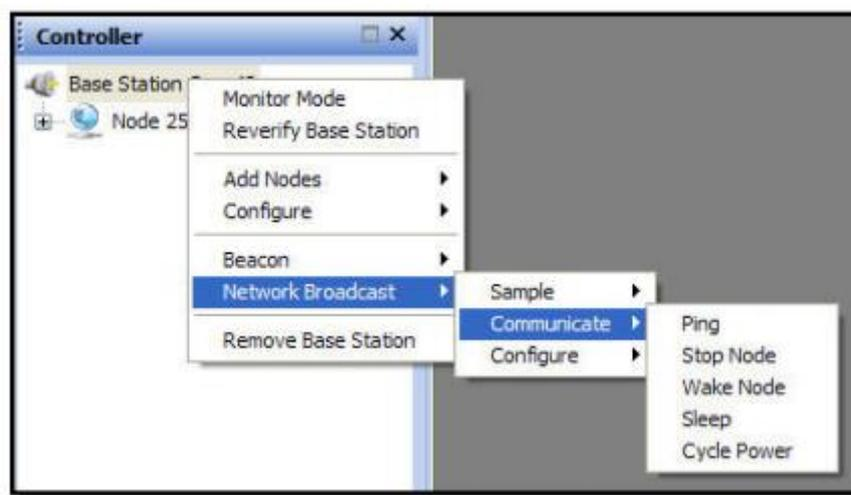 Controller
Base Station
Node 25
Monitor Mode
Reverify Base Station
Add Nodes
Configure
Beacon
Network Broadcast
Remove Base Station
Sample
Communicate
Configure
Ping
Stop Node
Wake Node
Sleep
Cycle Power